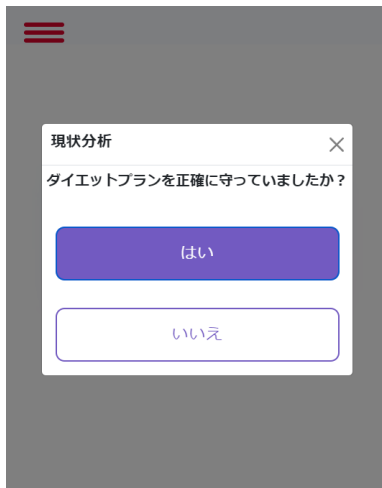 現状分析
ダイエットプランを正確に守っていましたか？
はい
いいえ